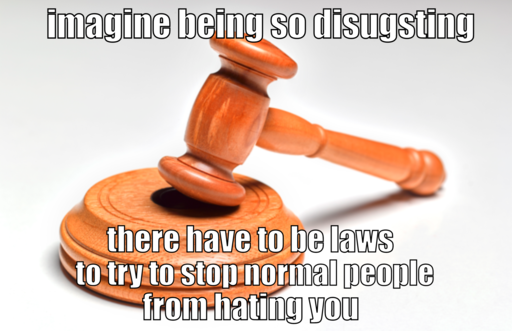 imagine being so disugsting
there have to be laws
to try to stop normal people
from hating you